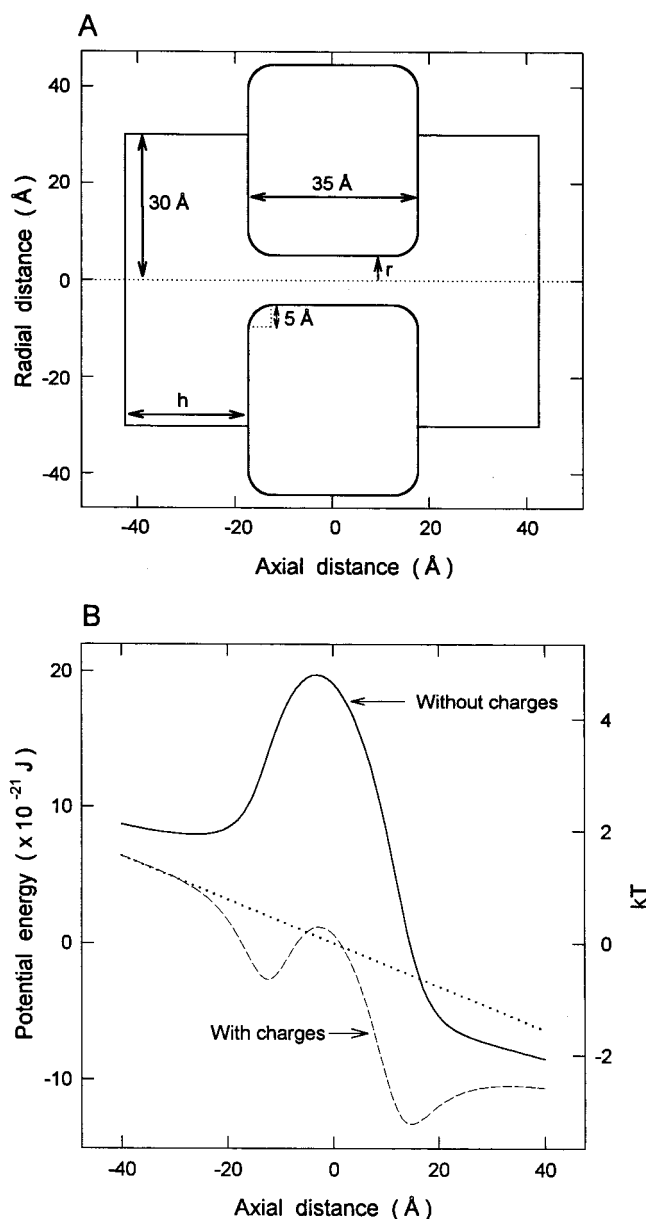 A
Radial distance (Å)
40
20
0
-20
-40
30 Å
35 Å
r
5 Å
h
-40
-20
0
20
40
Axial distance (Å)
B
Potential energy ( x 10 -21 J)
20
10
0
-10
Without charges
With charges
4
2
0
-2
kT
-40
-20
0
20
40
Axial distance (Å)